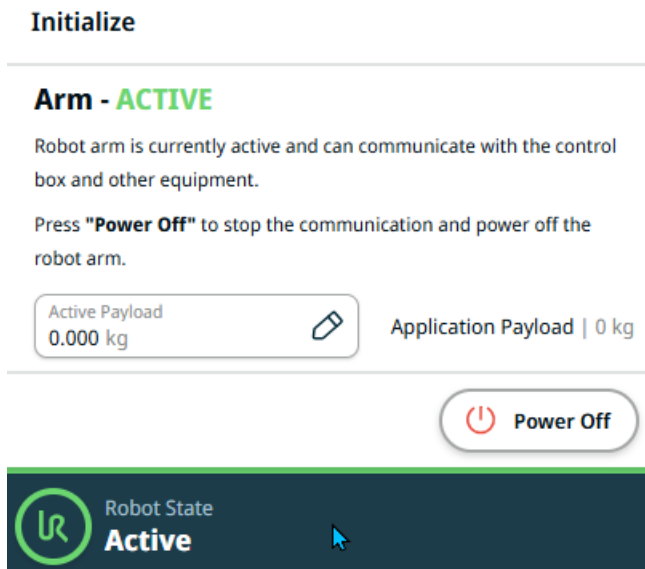 Initialize
Arm - ACTIVE
Robot arm is currently active and can communicate with the control
box and other equipment.
Press "Power Off" to stop the communication and power off the
robot arm.
Active Payload
0.000 kg
Application Payload | 0 kg
Power Off
UR
Robot State
Active